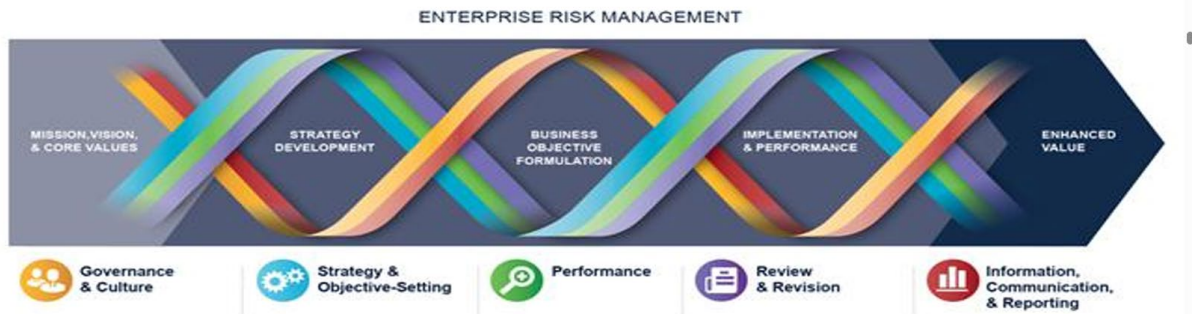 ENTERPRISE RISK MANAGEMENT
MISSION, VISION,
& CORE VALUES
STRATEGY
DEVELOPMENT
BUSINESS
OBJECTIVE
FORMULATION
IMPLEMENTATION
& PERFORMANCE
ENHANCED
VALUE
Governance
& Culture
Strategy &
Objective-Setting
Performance
Review
& Revision
Information,
Communication,
& Reporting